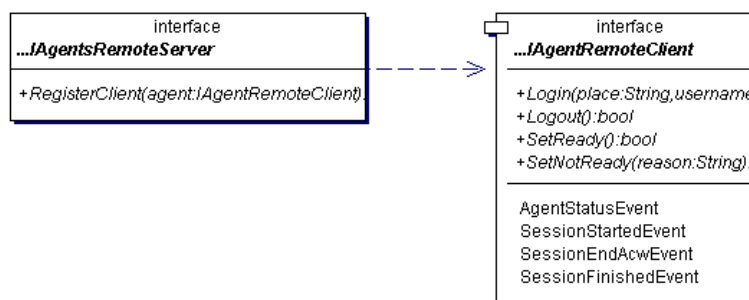 interface
...IAgentsRemoteServer
+RegisterClient(agent:IAgentRemoteClient).
interface
...IAgentRemoteClient
+Login(place:String,username
+Logout():bool
+SetReady():bool
+SetNotReady(reason:String).
AgentStatusEvent
SessionStartedEvent
SessionEndAcwEvent
SessionFinishedEvent